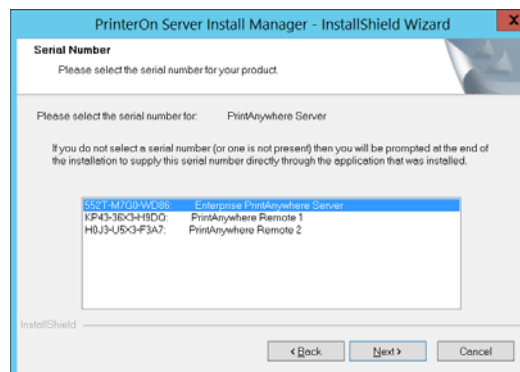 PrinterOn Server Install Manager - InstallShield Wizard
X
Serial Number
Please select the serial number for your product.
Please select the serial number for: PrintAnywhere Server
If you do not select a serial number (or one is not present) then you will be prompted at the end of
the installation to supply this serial number directly through the application that was installed.
552T-M7G0-WD86: Enterprise PrintAnywhere Server
KP43-36X3-H9DO: PrintAnywhere Remote 1
H0J3-U5X3-F3A7: PrintAnywhere Remote 2
InstallShield
< Back Next > Cancel